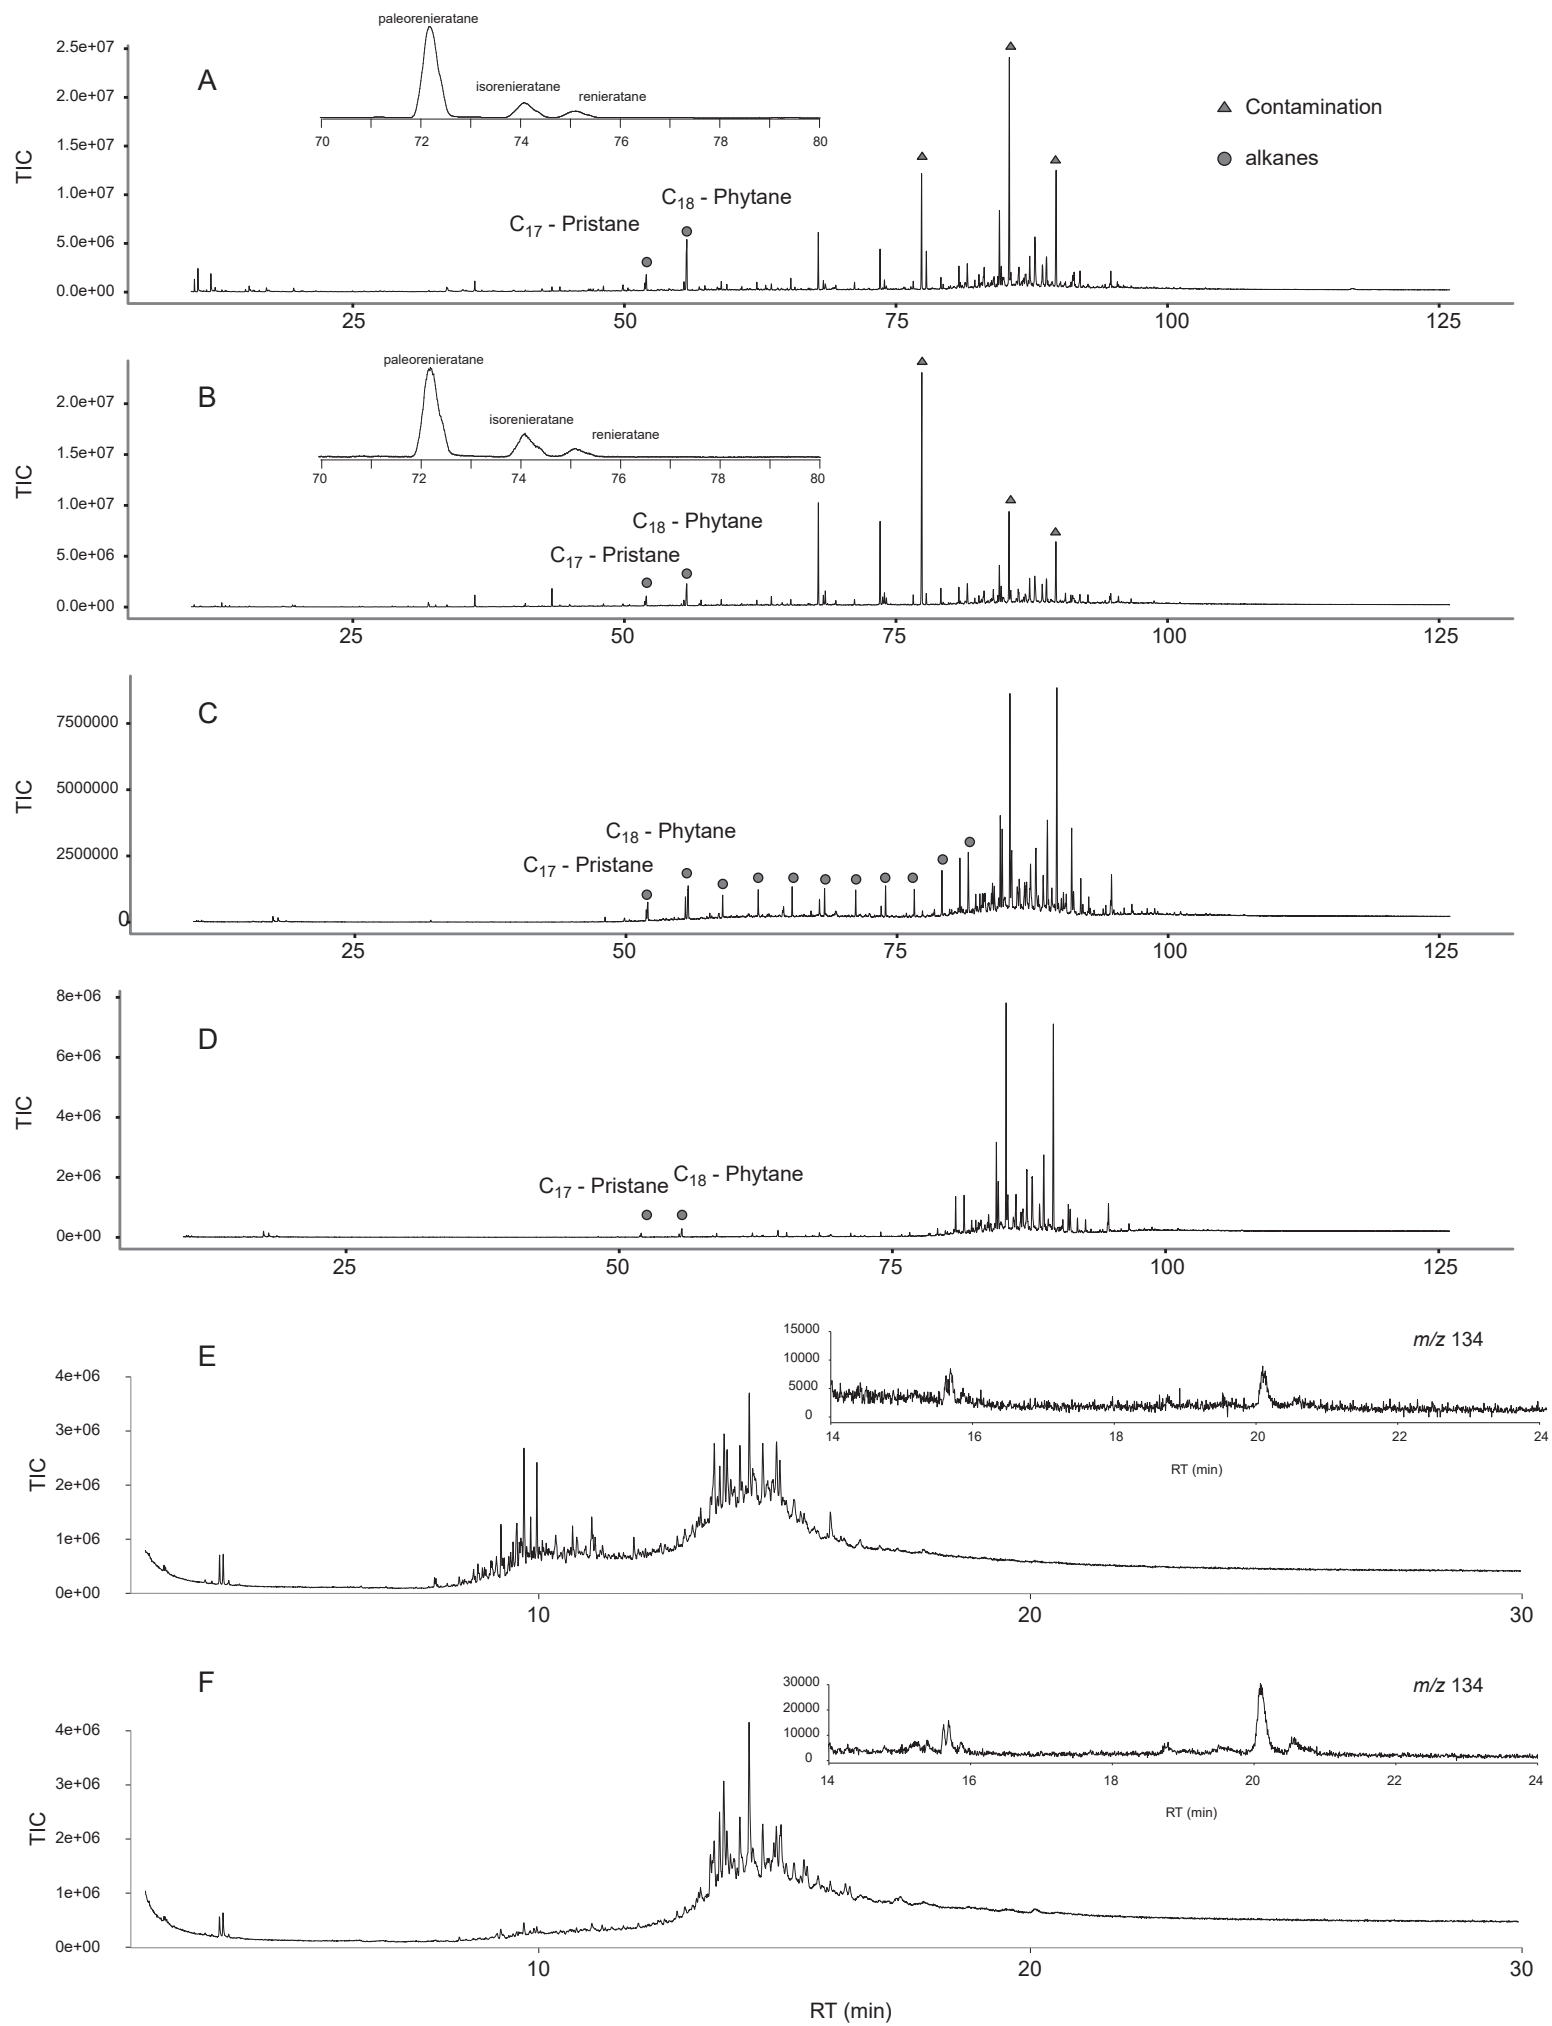 paleorenieratane
2.5e+07
A
Contamination
2.0e+07
isorenieratane
renieratane
70
72
74
76
78
80
alkanes
1.5e+07
TIC
C18 - Phytane
1.0e+07
C17 - Pristane
5.0e+06
0.0e+00
25
50
75
100
125
paleorenieratane
B
2.0e+07
isorenieratane
renieratane
1.5e+07
70
72
74
76
78
80
TIC
1.0e+07
C18 - Phytane
5.0e+06
C17 - Pristane
0.0e+00
25
50
75
100
125
C
7500000
5000000
TIC
2500000
C18 - Phytane
C17 - Pristane
0
25
50
75
100
125
8e+06
D
6e+06
4e+06
TIC
2e+06
C17 - Pristane
C18 - Phytane
0e+00
25
50
75
100
125
E
15000
m/z 134
10000
5000
0
14
16
18
20
22
24
RT (min)
4e+06
3e+06
2e+06
TIC
1e+06
0e+00
10
20
30
F
30000
m/z 134
20000
10000
0
14
16
18
20
22
24
RT (min)
4e+06
3e+06
2e+06
TIC
1e+06
0e+00
10
20
30
RT (min)